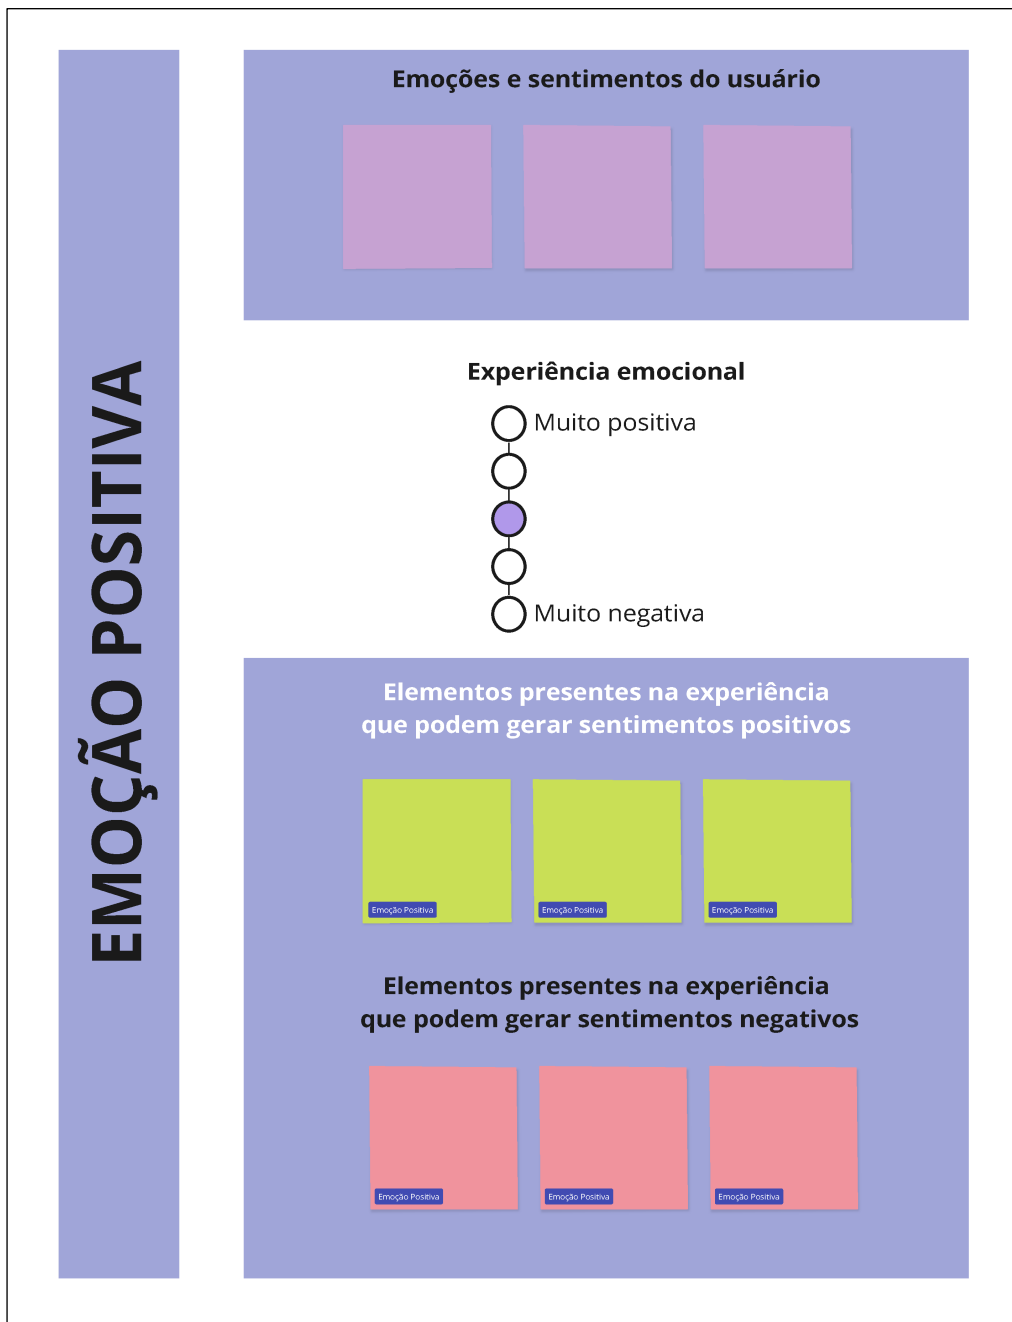 EMOÇÃO POSITIVA
Emoções e sentimentos do usuário
Experiência emocional
Muito positiva
Muito negativa
Elementos presentes na experiência
que podem gerar sentimentos positivos
Emoção Positiva
Emoção Positiva
Emoção Positiva
Elementos presentes na experiência
que podem gerar sentimentos negativos
Emoção Positiva
Emoção Positiva
Emoção Positiva